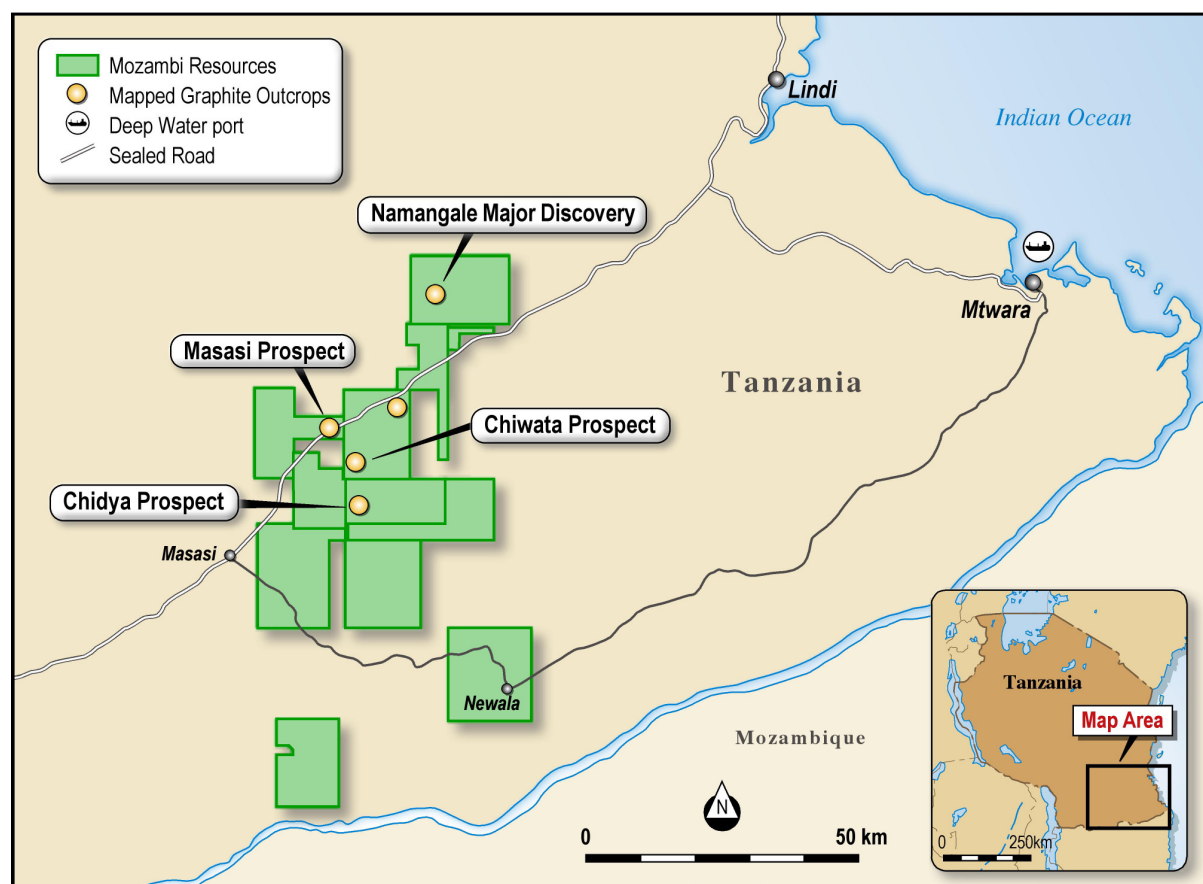 Mozambi Resources
Mapped Graphite Outcrops
Deep Water port
Sealed Road
Lindi
Indian Ocean
Namangale Major Discovery
Mtwara
Masasi Prospect
Tanzania
Chiwata Prospect
Chidya Prospect
Masasi
Newala
Mozambique
N
0 50 km
Tanzania
Map Area
0 250km